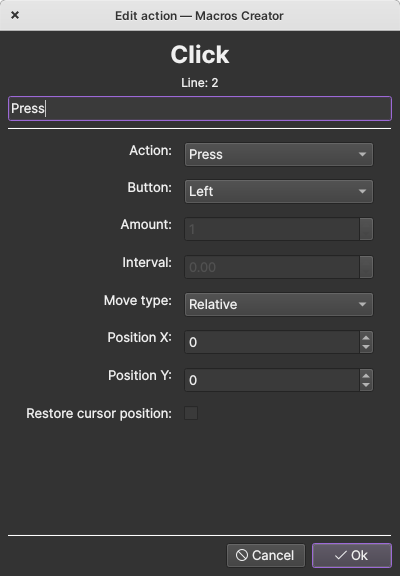 Edit action — Macros Creator
Click
Line: 2
Press
Action: Press
Button: Left
Amount: 1
Interval: 0.00
Move type: Relative
Position X: 0
Position Y: 0
Restore cursor position:
Cancel Ok